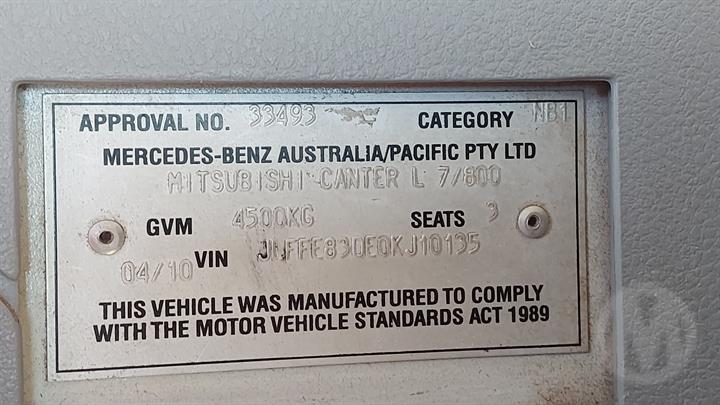 APPROVAL NO. 33493 CATEGORY NB1
MERCEDES-BENZ AUSTRALIA/PACIFIC PTY LTD
MITSUBISHI CANTER L 7/800
GVM 4500KG SEATS 3
04/10 VIN
THIS VEHICLE WAS MANUFACTURED TO COMPLY
WITH THE MOTOR VEHICLE STANDARDS ACT 1989